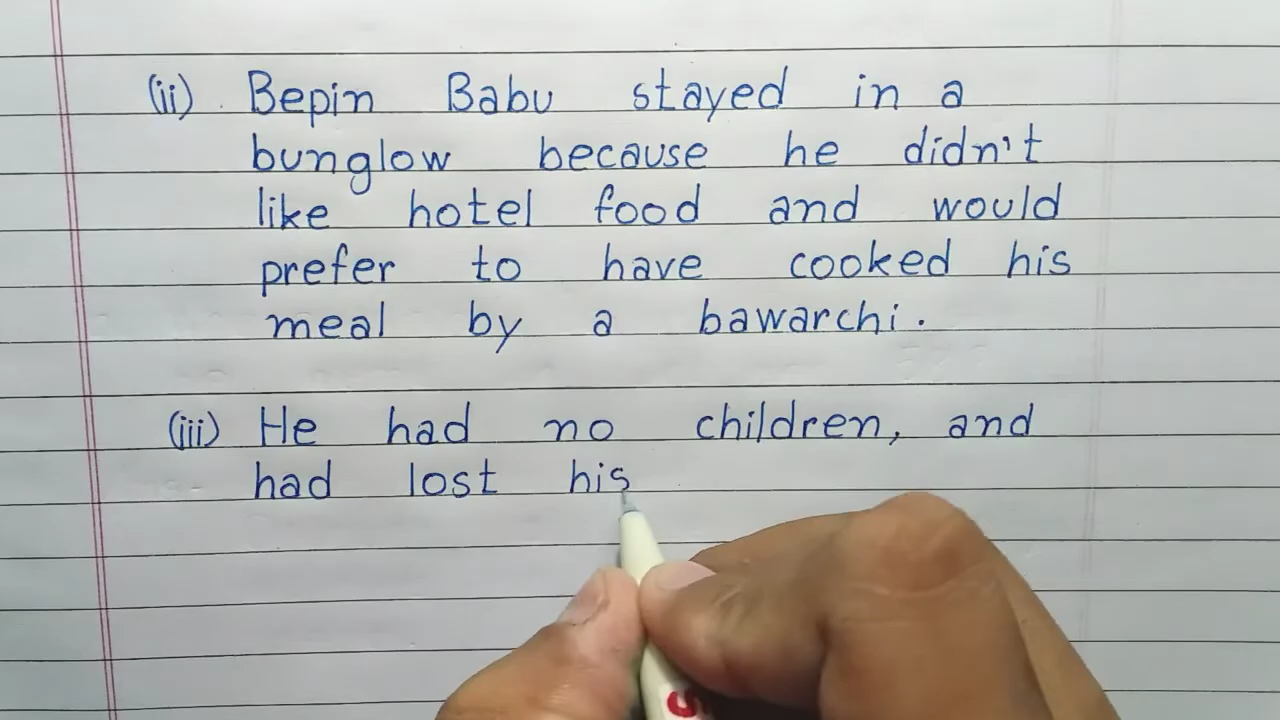 (ii) Bepin Babu stayed in a
bunglow because he didn't
like hotel food and would
prefer to have cooked his
meal by a bawarchi.
(iii) He had no children, and
had lost his